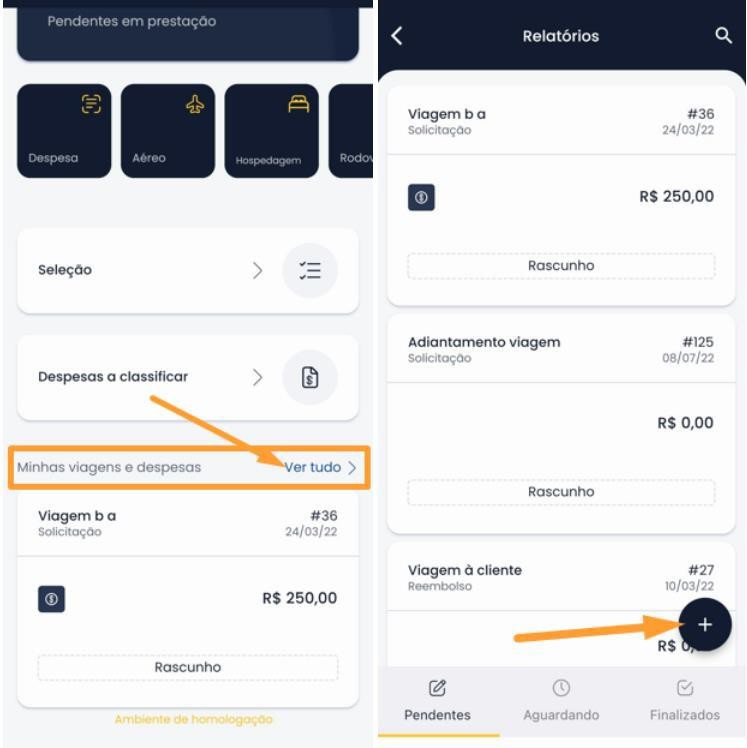 Pendentes em prestação
Despesa
Aéreo
Hospedagem
Rodov
Seleção
Despesas a classificar
Minhas viagens e despesas
Ver tudo
Viagem b a
#36
Solicitação
24/03/22
R$ 250,00
Rascunho
Ambiente de homologação
Relatórios
Viagem b a
#36
Solicitação
24/03/22
R$ 250,00
Rascunho
Adiantamento viagem
#125
Solicitação
08/07/22
R$ 0,00
Rascunho
Viagem à cliente
#27
Reembolso
10/03/22
R$ 0,
Pendentes
Aguardando
Finalizados